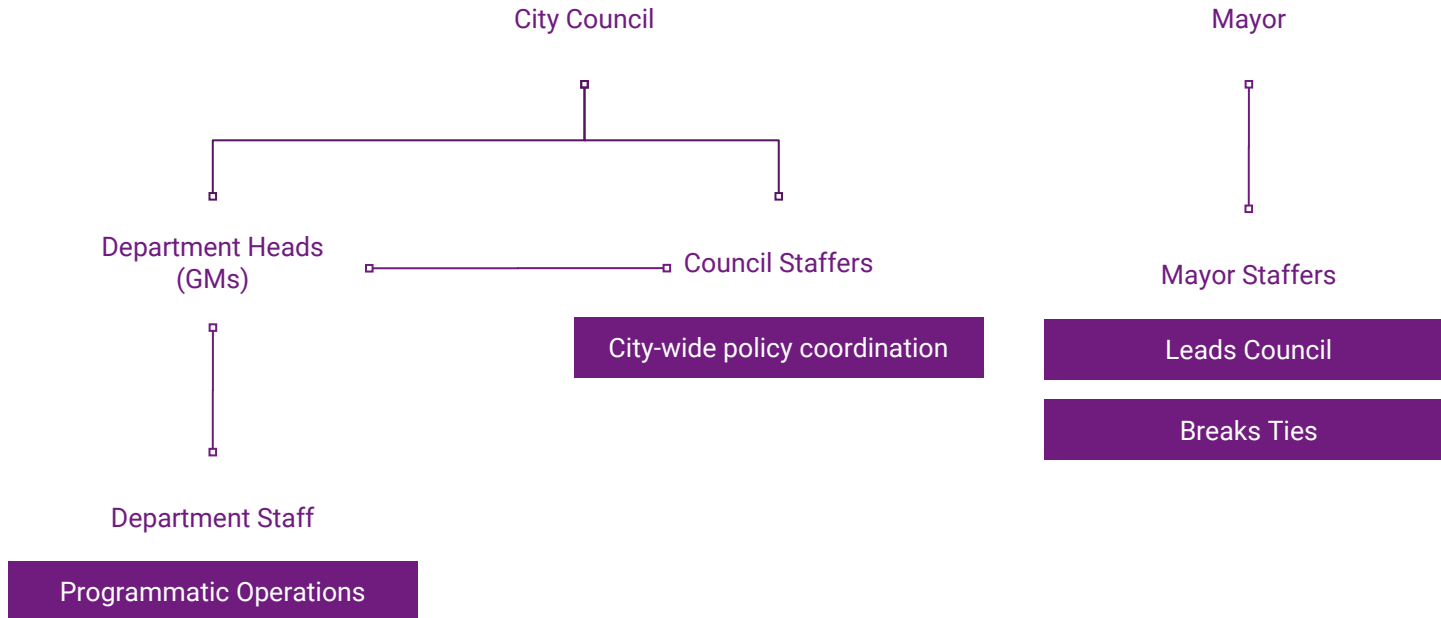 City Council
Mayor
Department Heads
(GMs)
Council Staffers
Mayor Staffers
City-wide policy coordination
Leads Council
Breaks Ties
Department Staff
Programmatic Operations